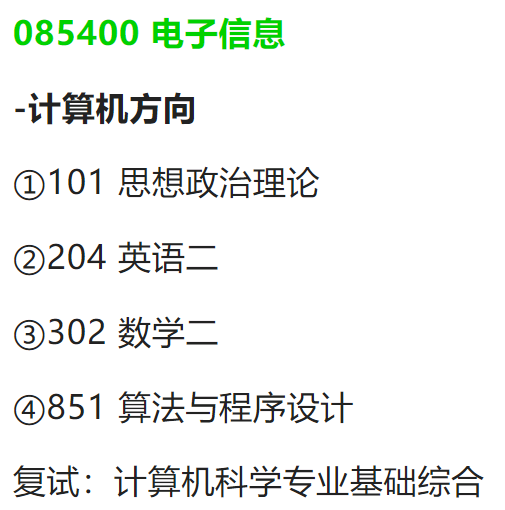 085400 电子信息
-计算机方向
①101 思想政治理论
②204 英语二
③302 数学二
④851 算法与程序设计
复试：计算机科学专业基础综合